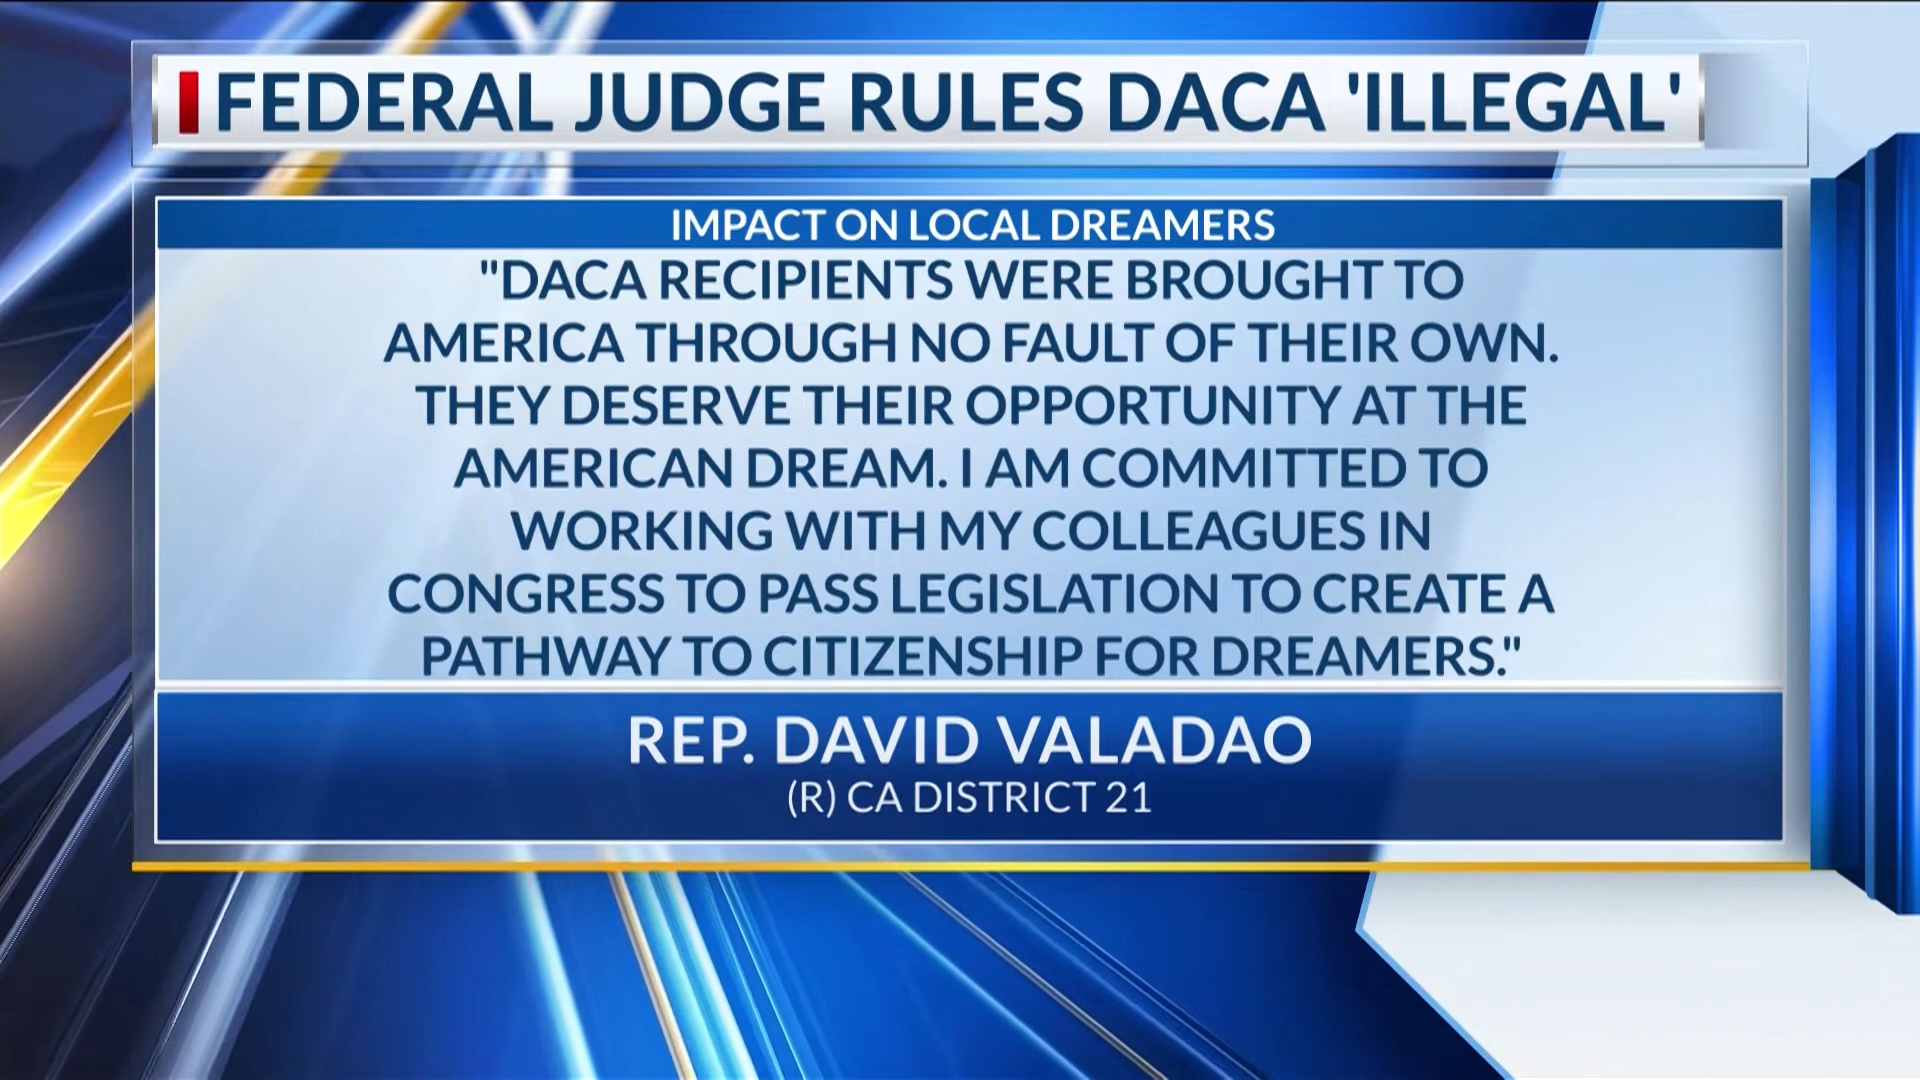 FEDERAL JUDGE RULES DACA 'ILLEGAL'
IMPACT ON LOCAL DREAMERS
"DACA RECIPIENTS WERE BROUGHT TO
AMERICA THROUGH NO FAULT OF THEIR OWN.
THEY DESERVE THEIR OPPORTUNITY AT THE
AMERICAN DREAM. I AM COMMITTED TO
WORKING WITH MY COLLEAGUES IN
CONGRESS TO PASS LEGISLATION TO CREATE A
PATHWAY TO CITIZENSHIP FOR DREAMERS."
REP. DAVID VALADAO
(R) CA DISTRICT 21